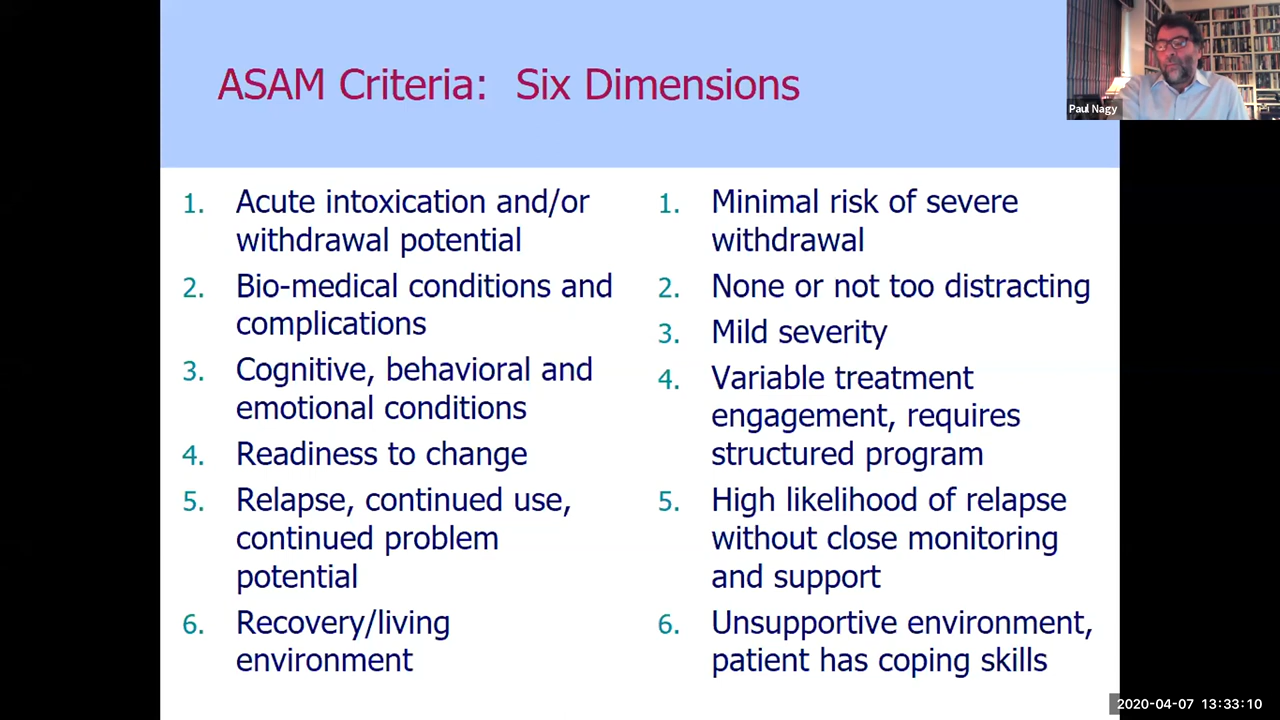 ASAM Criteria: Six Dimensions
Paul Nagy
1. Acute intoxication and/or
withdrawal potential
2. Bio-medical conditions and
complications
3. Cognitive, behavioral and
emotional conditions
4. Readiness to change
5. Relapse, continued use,
continued problem
potential
6. Recovery/living
environment
1. Minimal risk of severe
withdrawal
2. None or not too distracting
3. Mild severity
4. Variable treatment
engagement, requires
structured program
5. High likelihood of relapse
without close monitoring
and support
6. Unsupportive environment,
patient has coping skills
2020-04-07 13:33:10